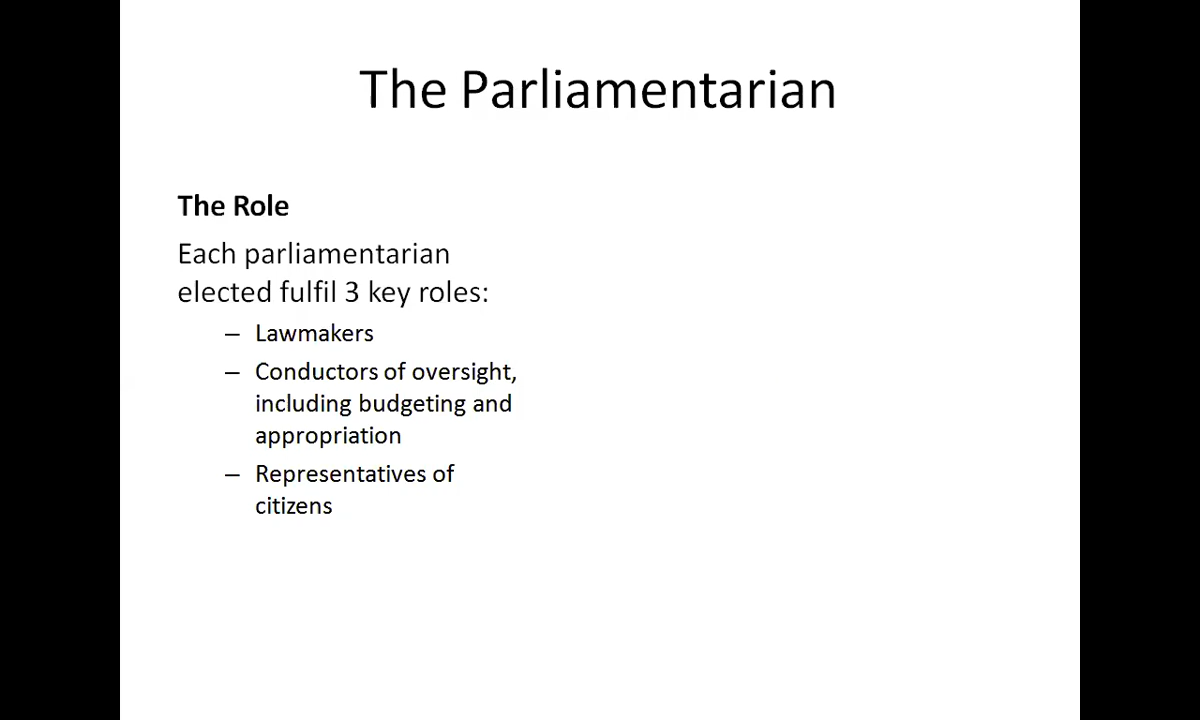 The Parliamentarian
The Role
Each parliamentarian
elected fulfil 3 key roles:
– Lawmakers
– Conductors of oversight,
including budgeting and
appropriation
– Representatives of
citizens